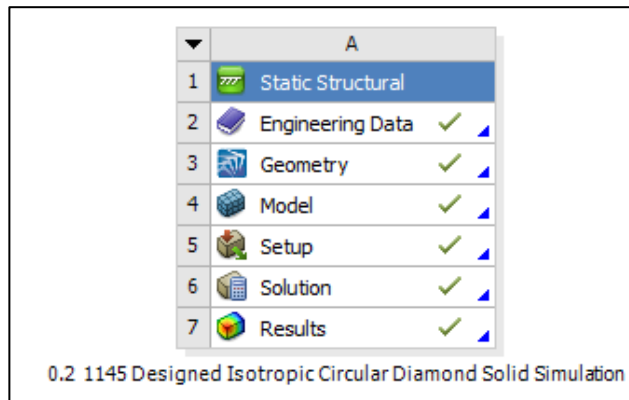 A
1 Static Structural
2 Engineering Data
3 Geometry
4 Model
5 Setup
6 Solution
7 Results
0.2 1145 Designed Isotropic Circular Diamond Solid Simulation